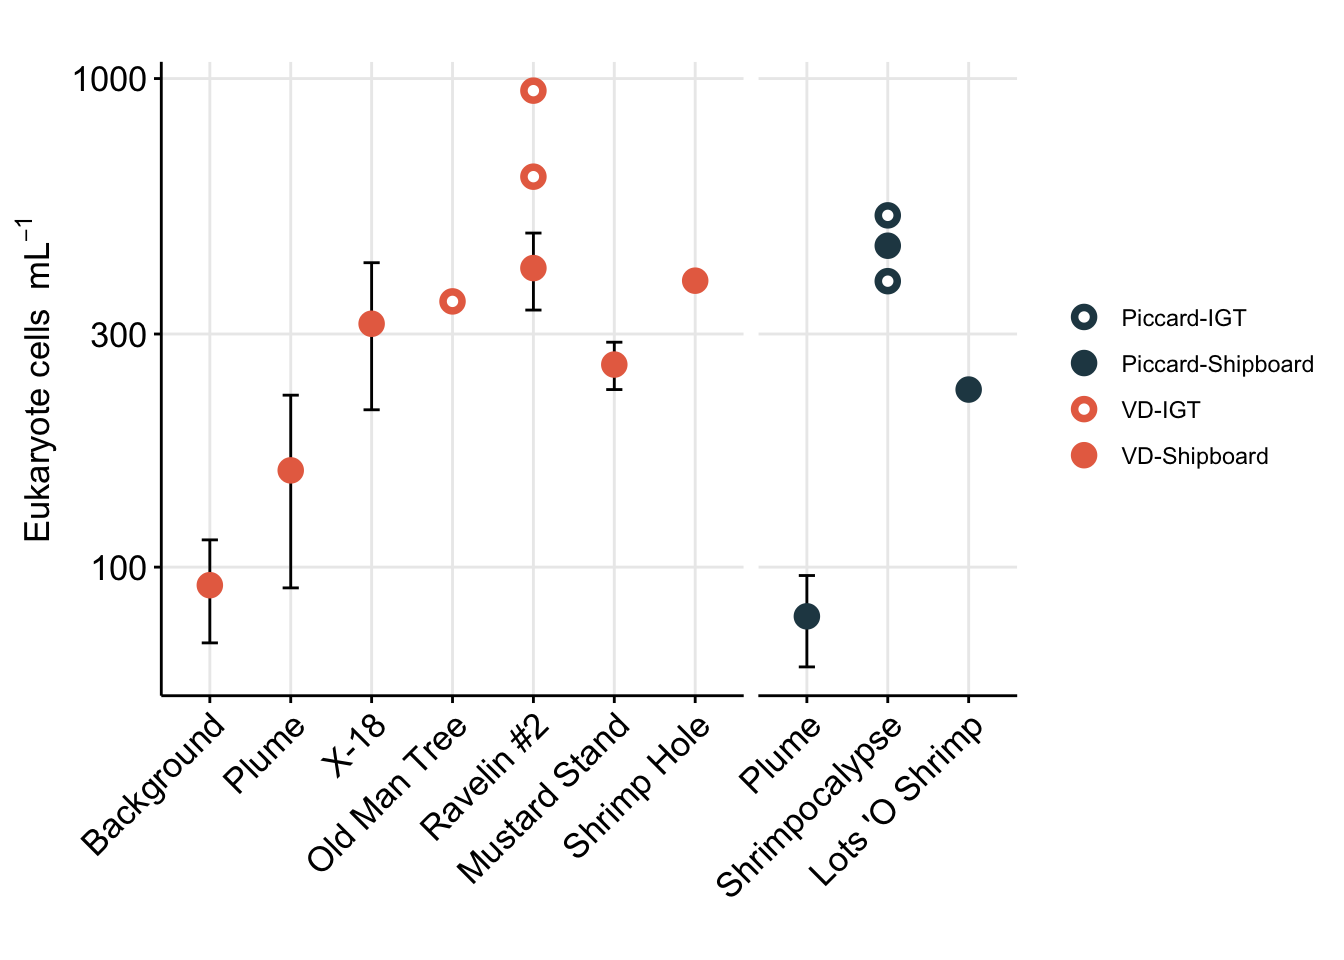 Eukaryote cells mL⁻¹
1000
300
100
Background
Plume
X-18
Old Man Tree
Ravelin #2
Mustard Stand
Shrimp Hole
Plume
Shrimpocalypse
Lots 'O Shrimp
Piccard-IGT
Piccard-Shipboard
VD-IGT
VD-Shipboard